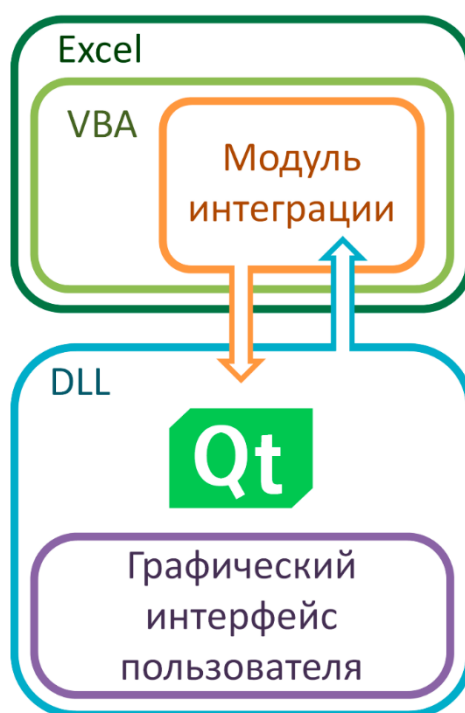 Excel
VBA
Модуль
интеграции
DLL
Qt
Графический
интерфейс
пользователя